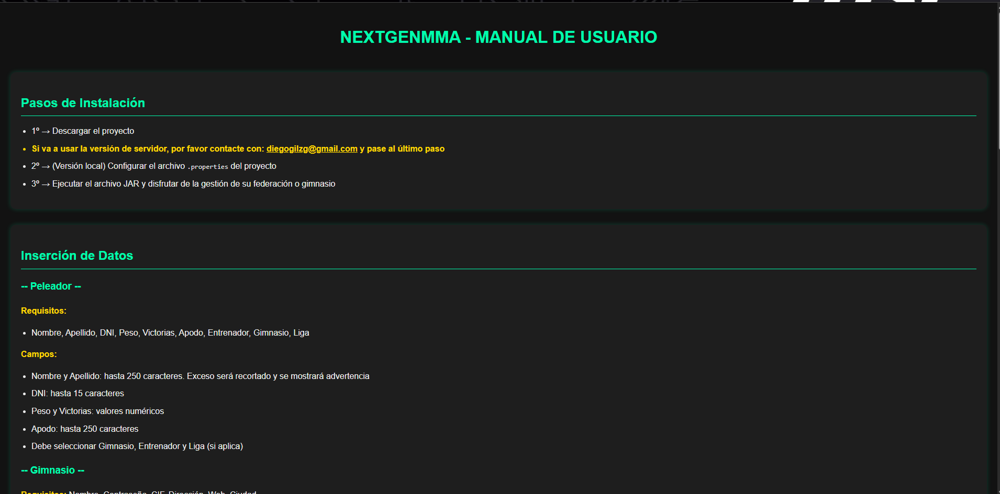 NEXTGENMMA - MANUAL DE USUARIO
Pasos de Instalación
1º → Descargar el proyecto
Si va a usar la versión de servidor, por favor contacte con: diegogilzg@gmail.com y pase al último paso
2º → (Versión local) Configurar el archivo .properties del proyecto
3º → Ejecutar el archivo JAR y disfrutar de la gestión de su federación o gimnasio
Inserción de Datos
-- Peleador --
Requisitos:
Nombre, Apellido, DNI, Peso, Victorias, Apodo, Entrenador, Gimnasio, Liga
Campos:
Nombre y Apellido: hasta 250 caracteres. Exceso será recortado y se mostrará advertencia
DNI: hasta 15 caracteres
Peso y Victorias: valores numéricos
Apodo: hasta 250 caracteres
Debe seleccionar Gimnasio, Entrenador y Liga (si aplica)
-- Gimnasio --
Requisitos: Nombre, Contraseña, CIF, Dirección, Web, Ciudad